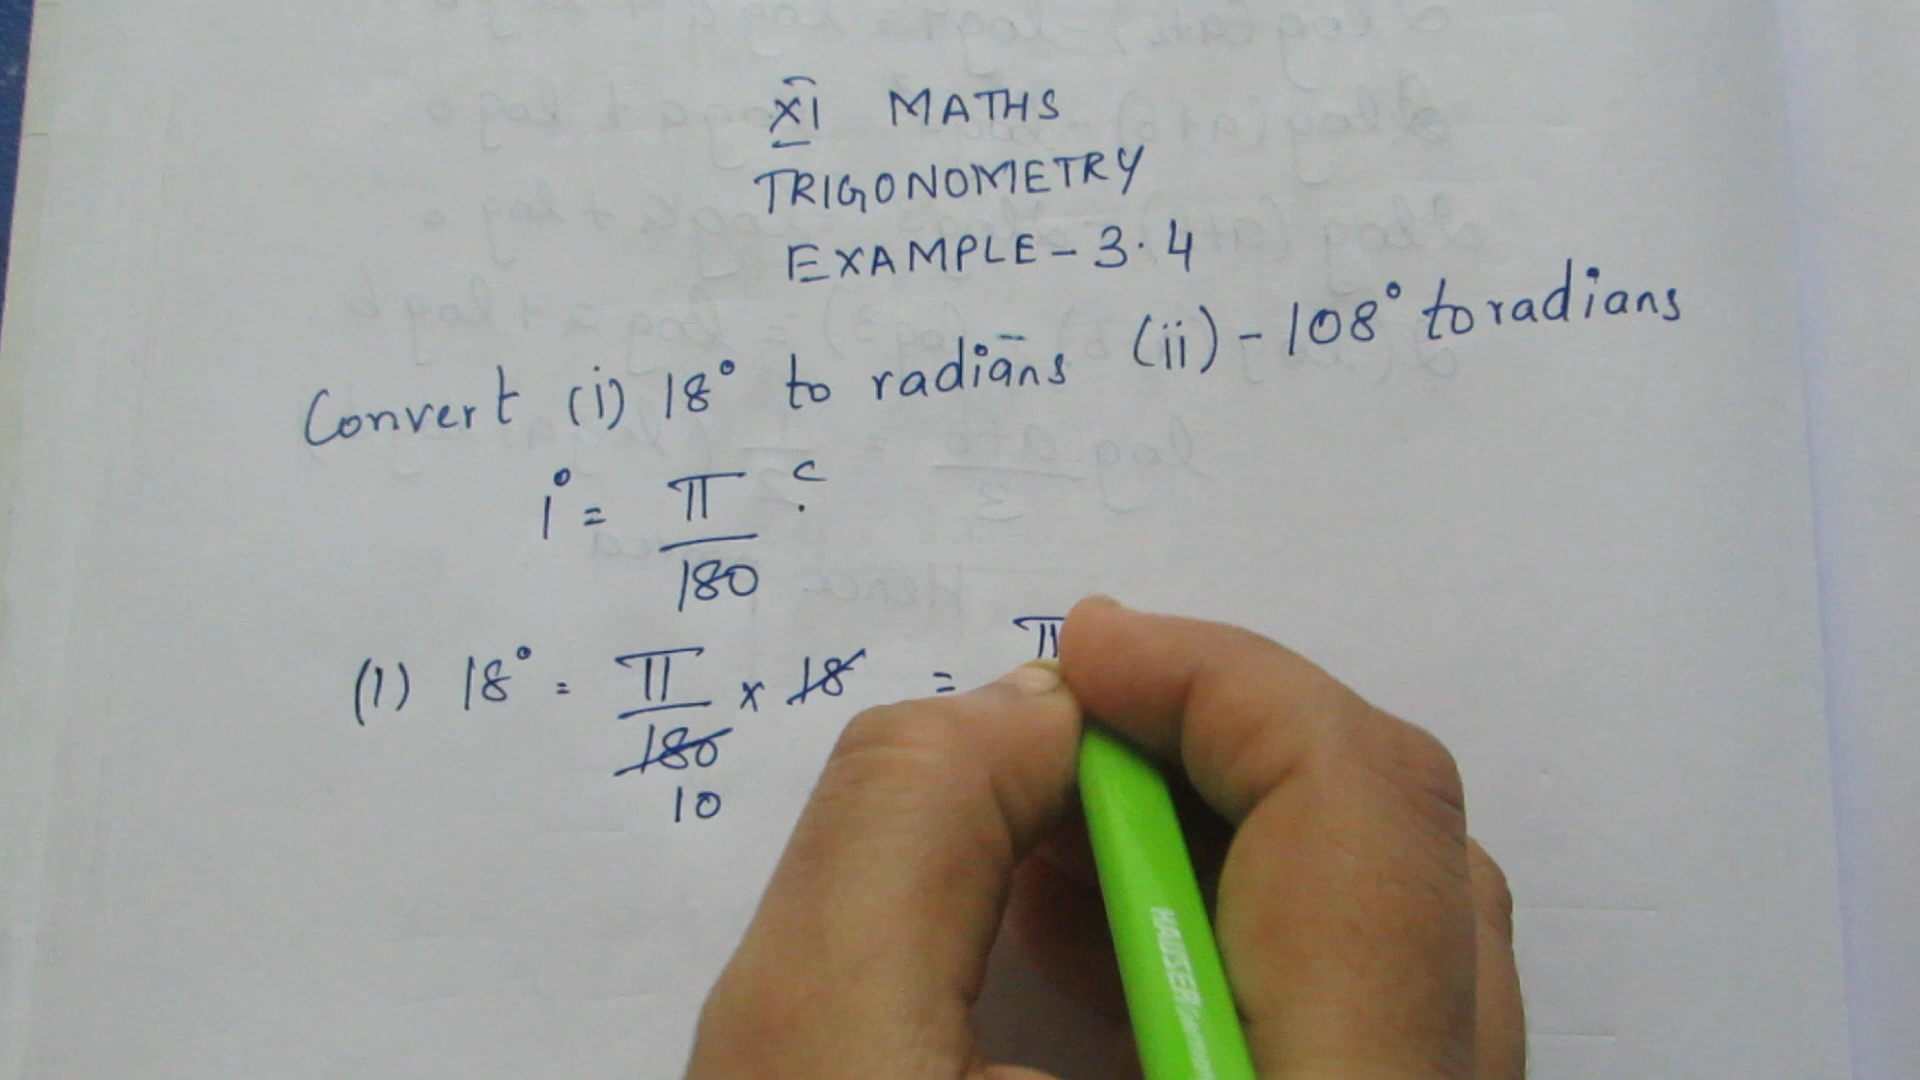 XI MATHS
TRIGONOMETRY
EXAMPLE - 3.4
Convert (i) 18° to radians (ii) - 108° to radians
1° = π/180 ᶜ.
(1) 18° = π/180 × 18 = π
10
HAUSER